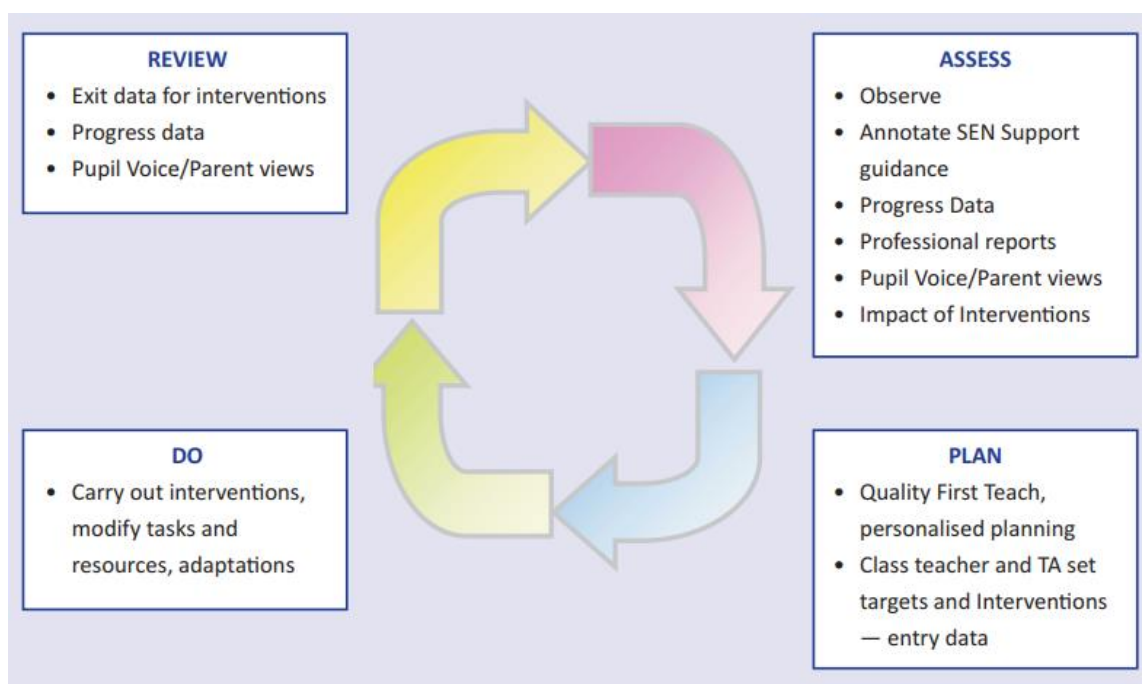 REVIEW
• Exit data for interventions
• Progress data
• Pupil Voice/Parent views
ASSESS
• Observe
• Annotate SEN Support
guidance
• Progress Data
• Professional reports
• Pupil Voice/Parent views
• Impact of Interventions
DO
• Carry out interventions,
modify tasks and
resources, adaptations
PLAN
• Quality First Teach,
personalised planning
• Class teacher and TA set
targets and Interventions
— entry data